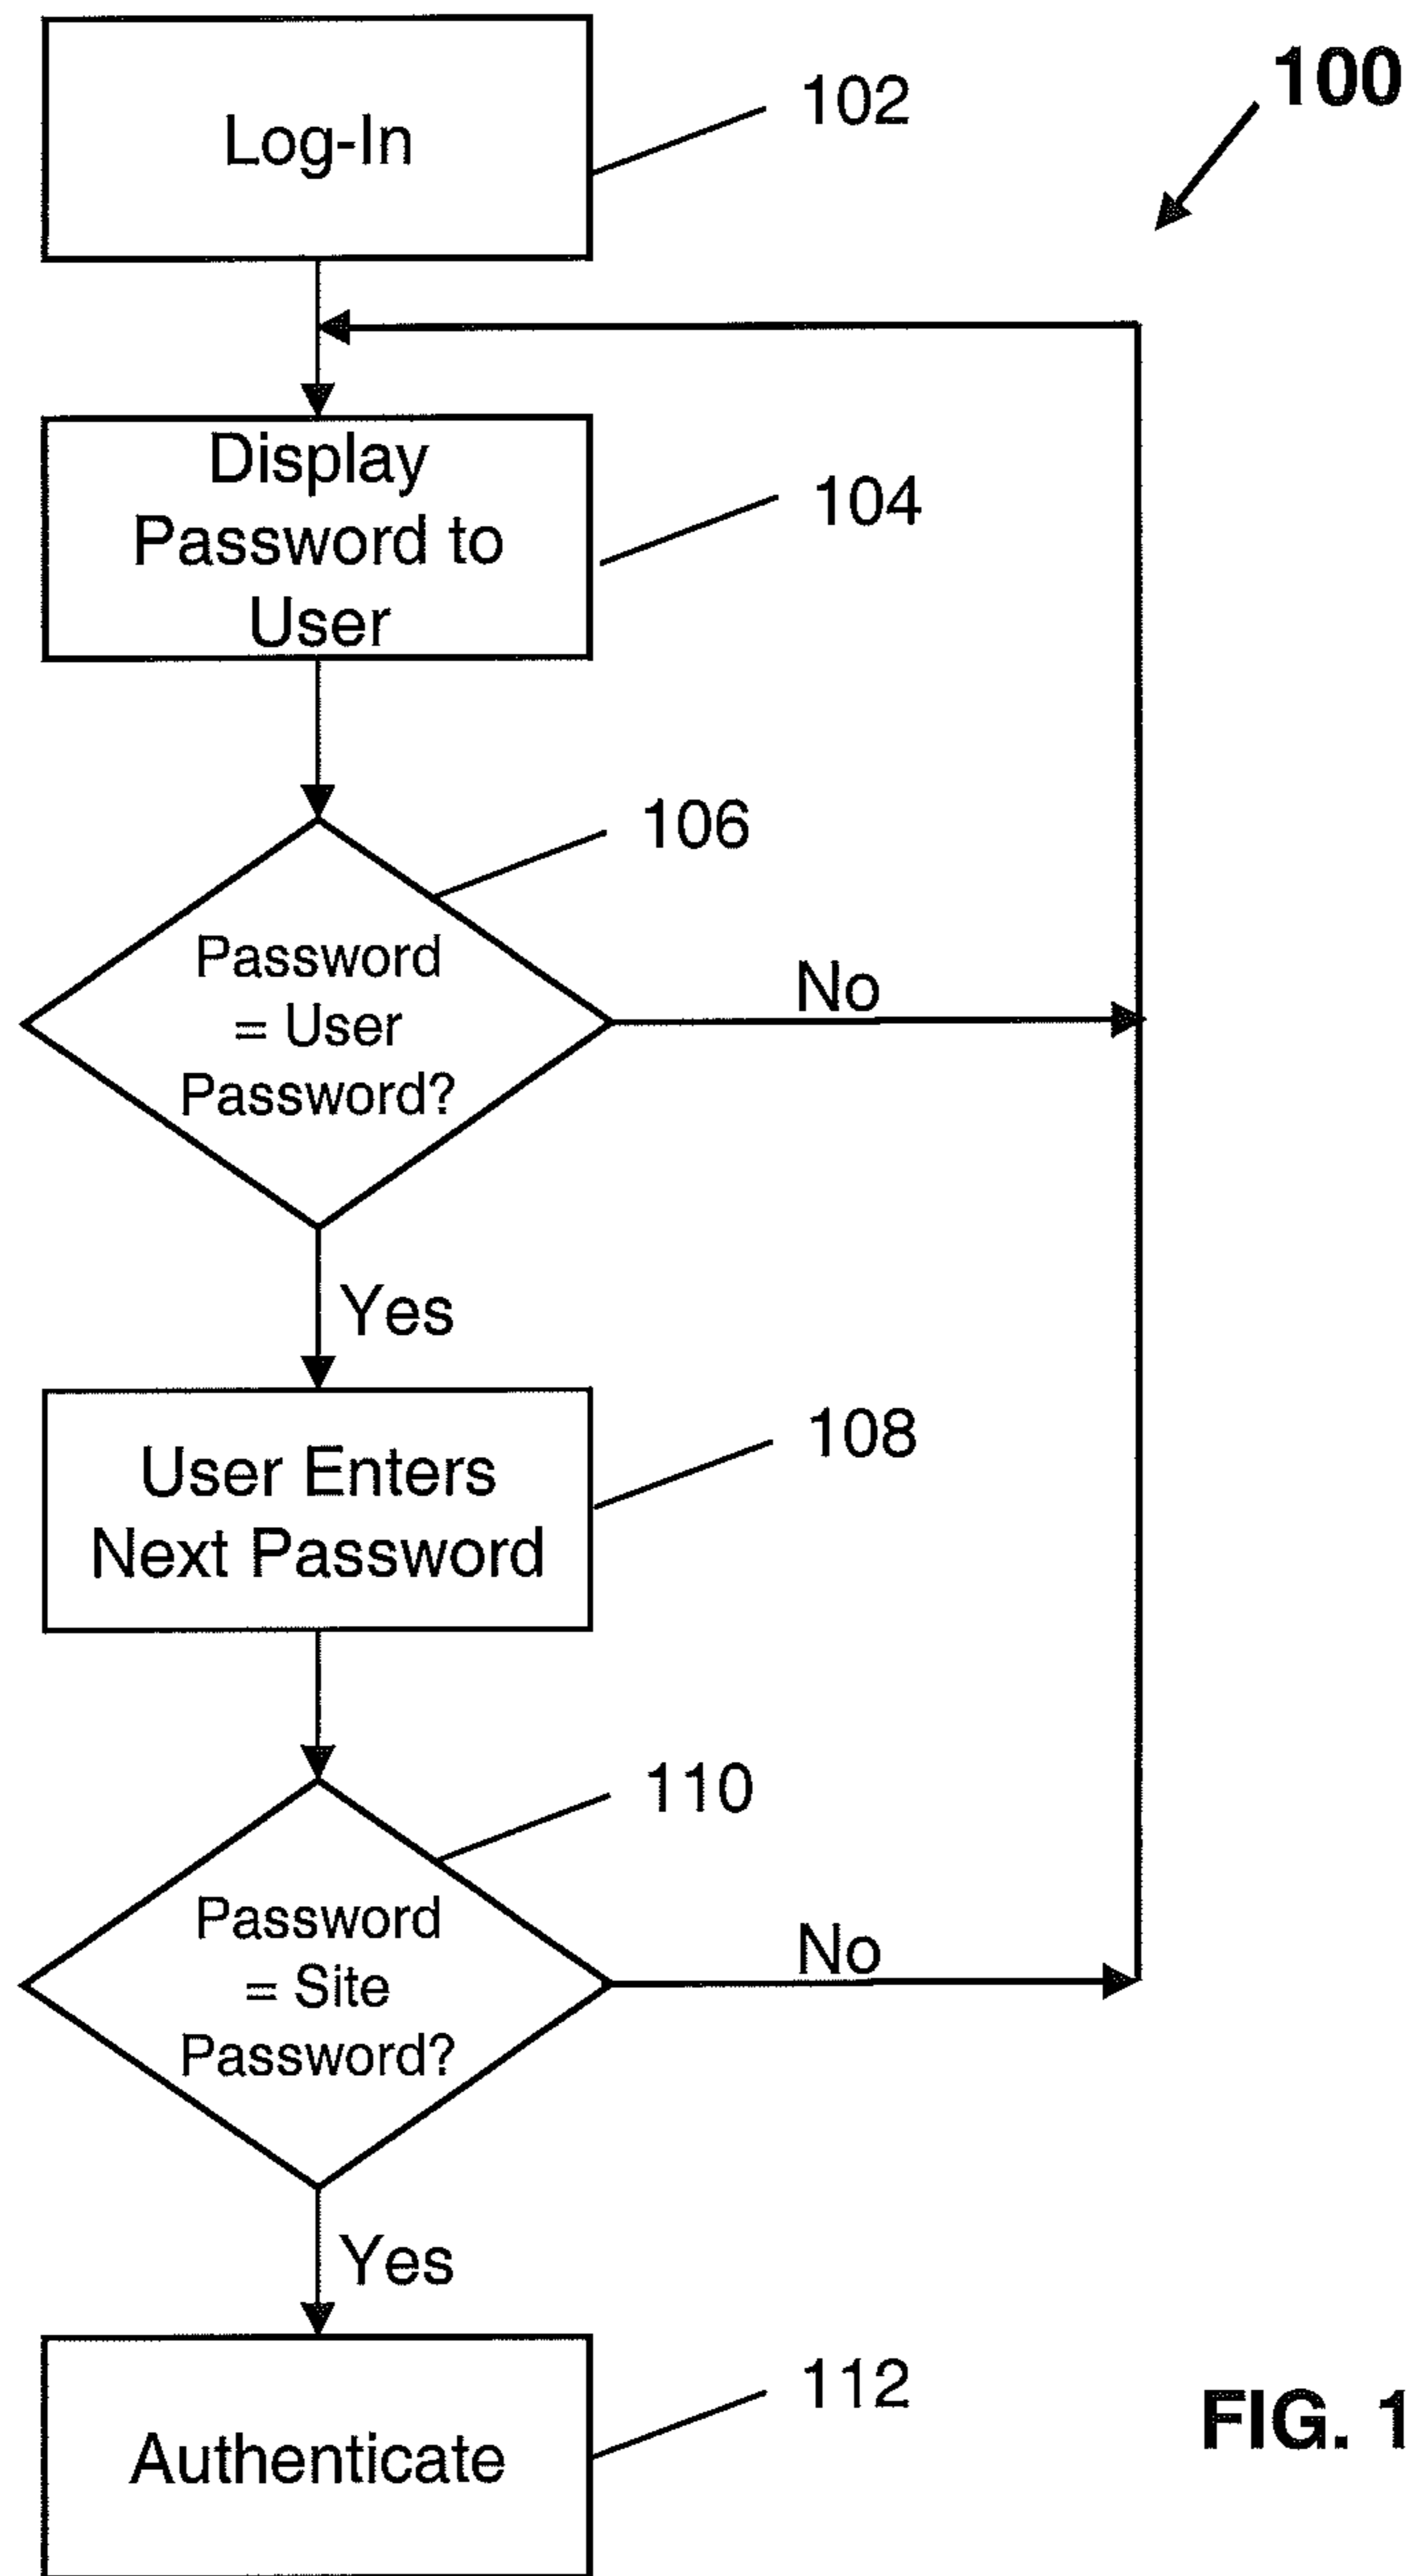 Log-In
102
100
Display
Password to
User
104
106
Password
= User
Password?
No
Yes
User Enters
Next Password
108
110
Password
= Site
Password?
No
Yes
Authenticate
112
FIG. 1